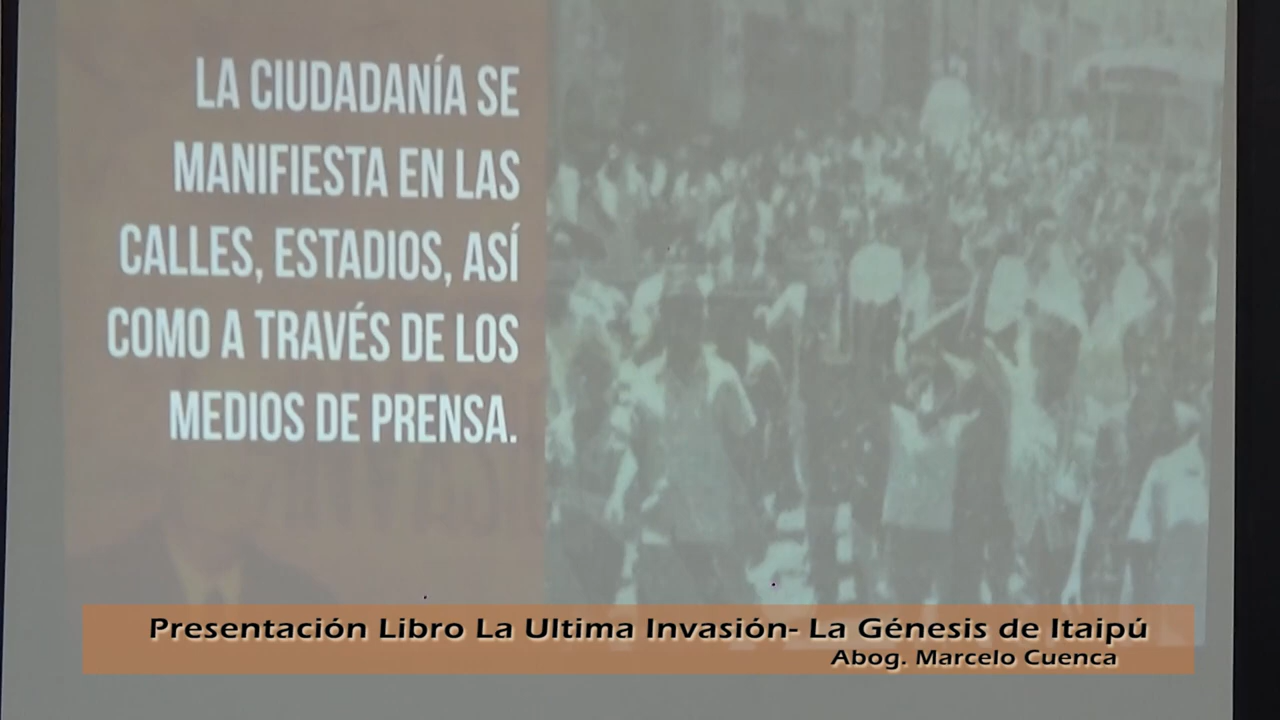 LA CIUDADANÍA SE
MANIFIESTA EN LAS
CALLES, ESTADIOS, ASÍ
COMO A TRAVÉS DE LOS
MEDIOS DE PRENSA.
Presentación Libro La Ultima Invasión- La Génesis de Itaipú
Abog. Marcelo Cuenca